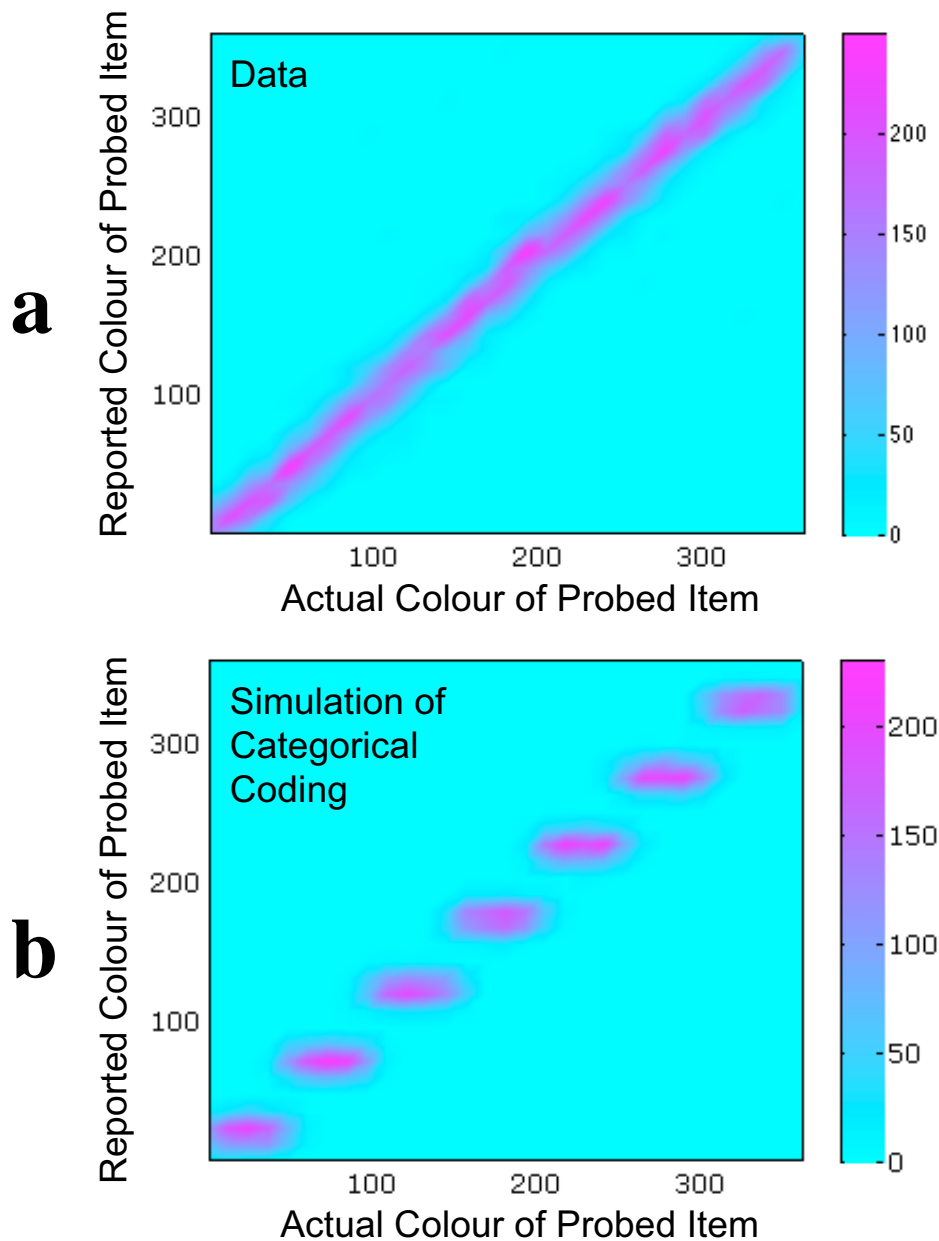 a
Reported Colour of Probed Item
300
200
100
Data
100 200 300
Actual Colour of Probed Item
200
150
100
50
0
b
Reported Colour of Probed Item
300
200
100
Simulation of
Categorical
Coding
100 200 300
Actual Colour of Probed Item
200
150
100
50
0